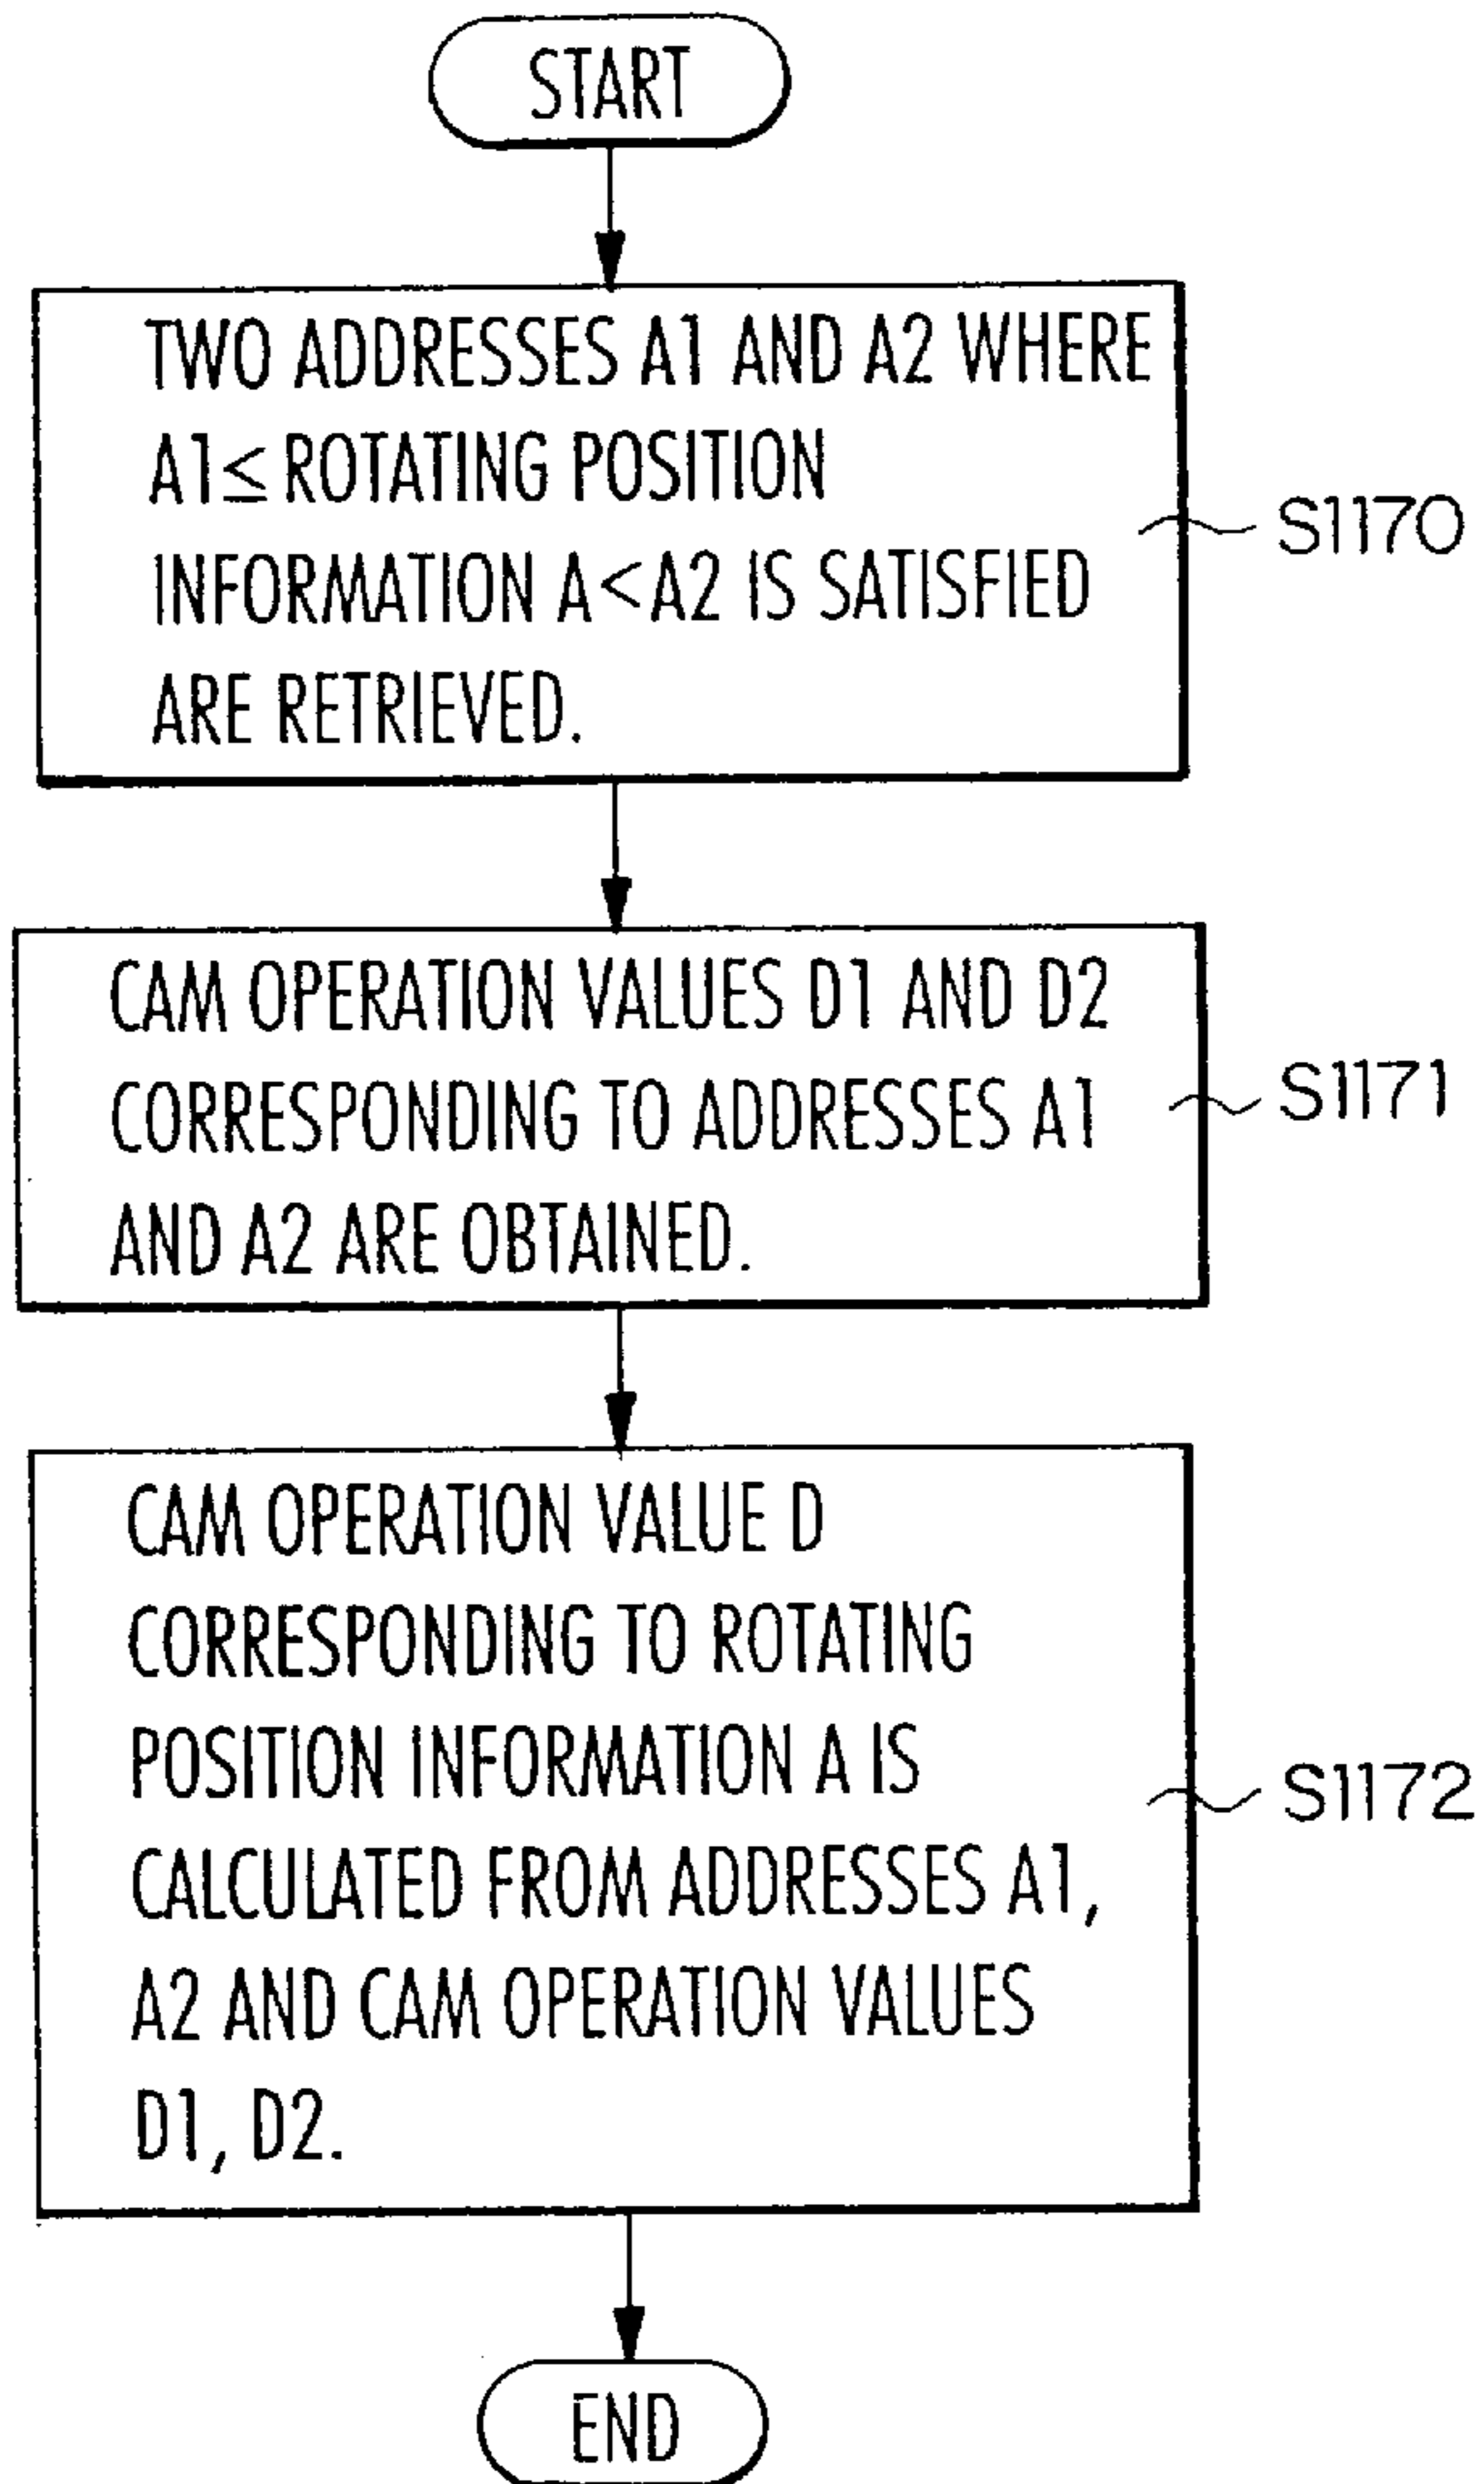 START
TWO ADDRESSES A1 AND A2 WHERE
A1≤ ROTATING POSITION
INFORMATION A<A2 IS SATISFIED
ARE RETRIEVED.
S1170
CAM OPERATION VALUES D1 AND D2
CORRESPONDING TO ADDRESSES A1
AND A2 ARE OBTAINED.
S1171
CAM OPERATION VALUE D
CORRESPONDING TO ROTATING
POSITION INFORMATION A IS
CALCULATED FROM ADDRESSES A1,
A2 AND CAM OPERATION VALUES
D1, D2.
S1172
END